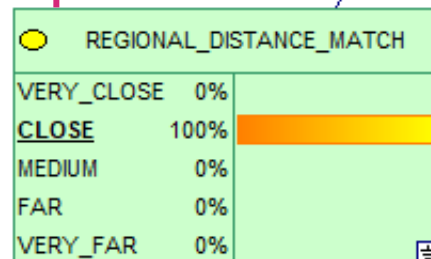 REGIONAL_DISTANCE_MATCH
VERY_CLOSE 0%
CLOSE 100%
MEDIUM 0%
FAR 0%
VERY_FAR 0%